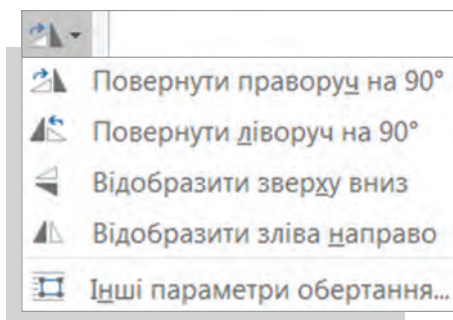 Повернути праворуч на 90°
Повернути ліворуч на 90°
Відобразити зверху вниз
Відобразити зліва направо
Інші параметри обертання...